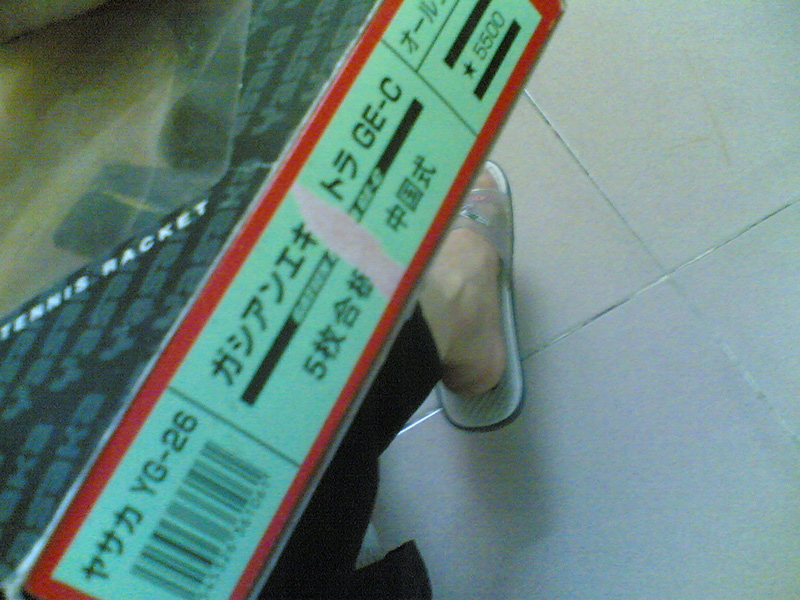 TENNIS RACKET
ヤサカ YG-26
ガシアンエキ トラ GE-C
5枚合板 中国式
オール
★5500